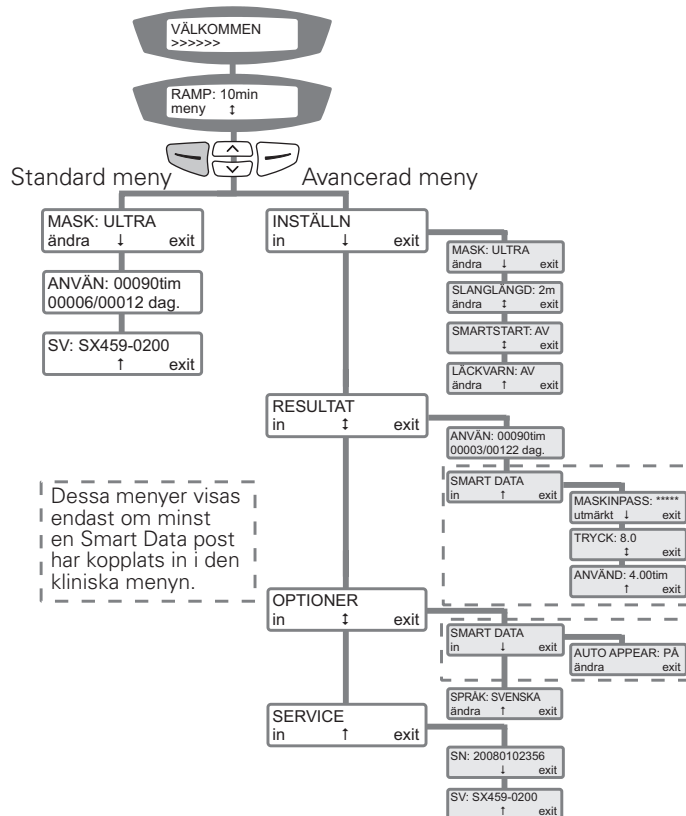 VÄLKOMMEN
>>>>>>
RAMP: 10min
meny ↕
Standard meny
Avancerad meny
MASK: ULTRA
ändra ↓ exit
ANVÄN: 00090tim
00006/00012 dag.
SV: SX459-0200
↑ exit
INSTÄLLN
in ↓ exit
MASK: ULTRA
ändra ↓ exit
SLANGLÄNGD: 2m
ändra ↕ exit
SMARTSTART: AV
↕ exit
LÄCKVARN: AV
ändra ↑ exit
RESULTAT
in ↕ exit
ANVÄN: 00090tim
00003/00122 dag.
SMART DATA
in ↑ exit
MASKINPASS: *****
utmärkt ↓ exit
TRYCK: 8.0
↕ exit
ANVÄND: 4.00tim
↑ exit
Dessa menyer visas
endast om minst
en Smart Data post
har kopplats in i den
kliniska menyn.
OPTIONER
in ↕ exit
SMART DATA
in ↓ exit
AUTO APPEAR: PÅ
ändra exit
SPRÅK: SVENSKA
ändra ↑ exit
SERVICE
in ↑ exit
SN: 20080102356
↓ exit
SV: SX459-0200
↑ exit